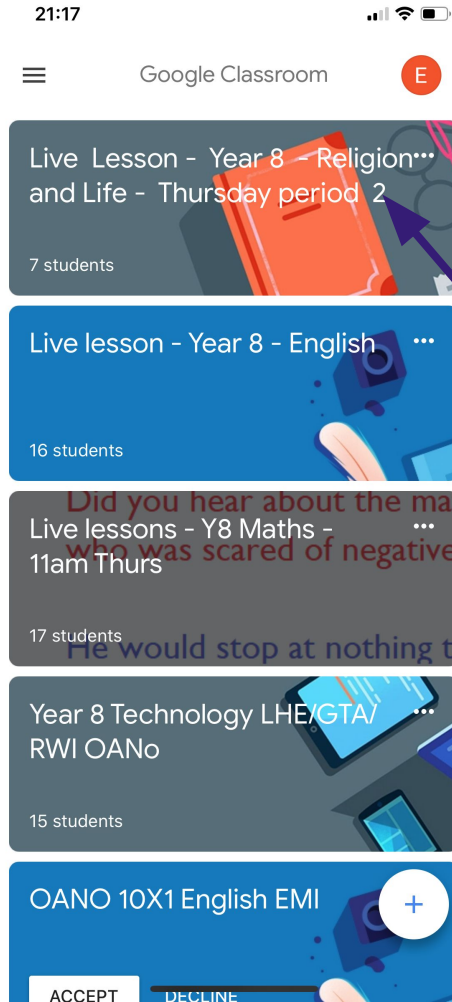 21:17
Google Classroom
E
Live Lesson - Year 8 - Religion
and Life - Thursday period 2
7 students
Live lesson - Year 8 - English
16 students
Did you hear about the ma
Live lessons - Y8 Maths -
who was scared of negative
11am Thurs
17 students
He would stop at nothing t
Year 8 Technology LHE/GTA/
RWI OANo
15 students
OANO 10X1 English EMI
+
ACCEPT DECLINE